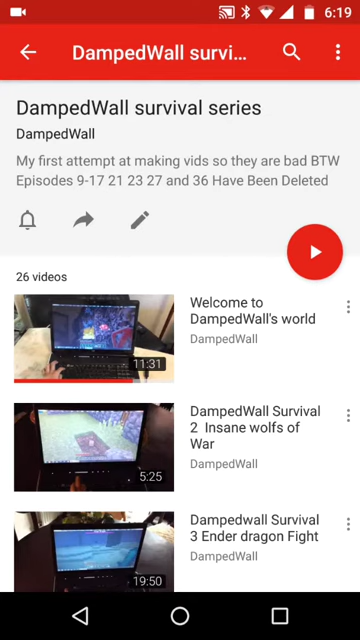 6:19
DampedWall survi...
DampedWall survival series
DampedWall
My first attempt at making vids so they are bad BTW
Episodes 9-17 21 23 27 and 36 Have Been Deleted
26 videos
11:31
Welcome to
DampedWall's world
DampedWall
5:25
DampedWall Survival
2 Insane wolfs of
War
DampedWall
19:50
Dampedwall Survival
3 Ender dragon Fight
DampedWall